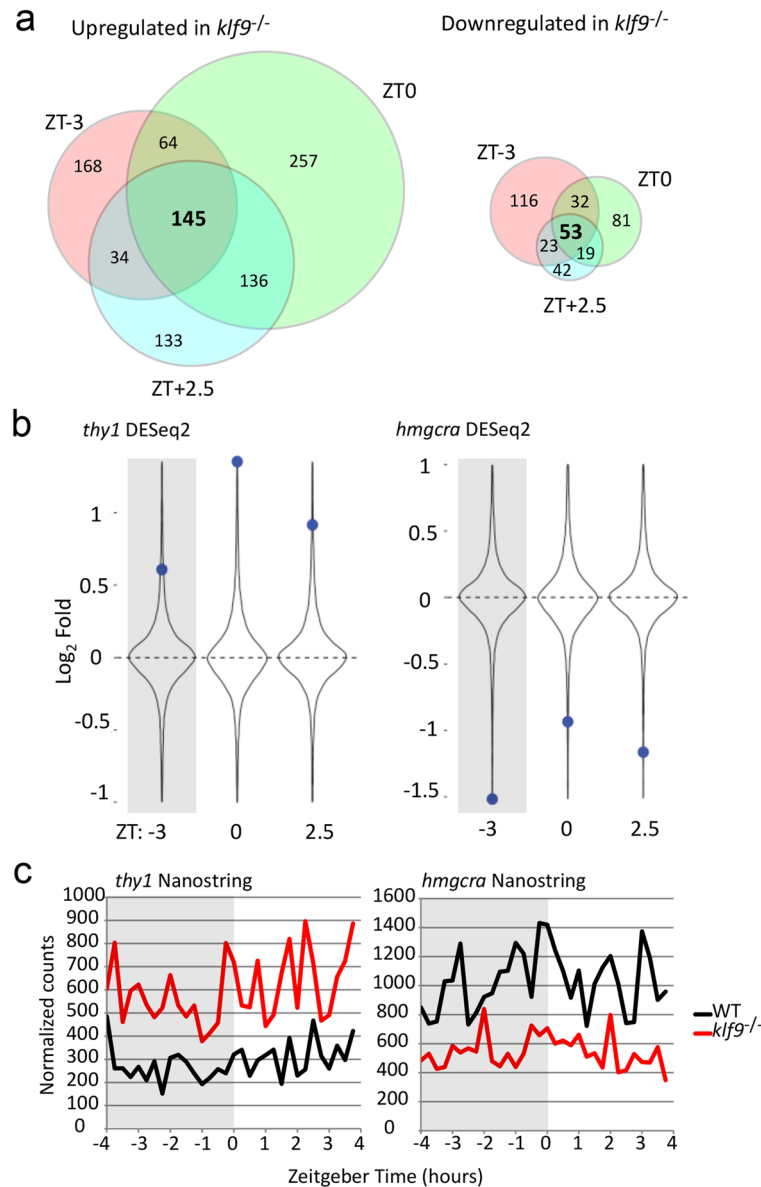 a
Upregulated in klf9-/-
Downregulated in klf9-/-
ZT0
ZT-3
64
168
257
145
34
136
133
ZT+2.5
ZT-3
ZT0
116
32
81
53
23
19
42
ZT+2.5
b
thy1 DESeq2
hmgcra DESeq2
Log2 Fold
1
0.5
0
-0.5
-1
ZT: -3
0
2.5
1
0.5
0
-0.5
-1
-1.5
-3
0
2.5
c
thy1 Nanostring
hmgcra Nanostring
Normalized counts
1000
900
800
700
600
500
400
300
200
100
0
-4 -3 -2 -1 0 1 2 3 4
1600
1400
1200
1000
800
600
400
200
0
-4 -3 -2 -1 0 1 2 3 4
WT
klf9-/-
Zeitgeber Time (hours)